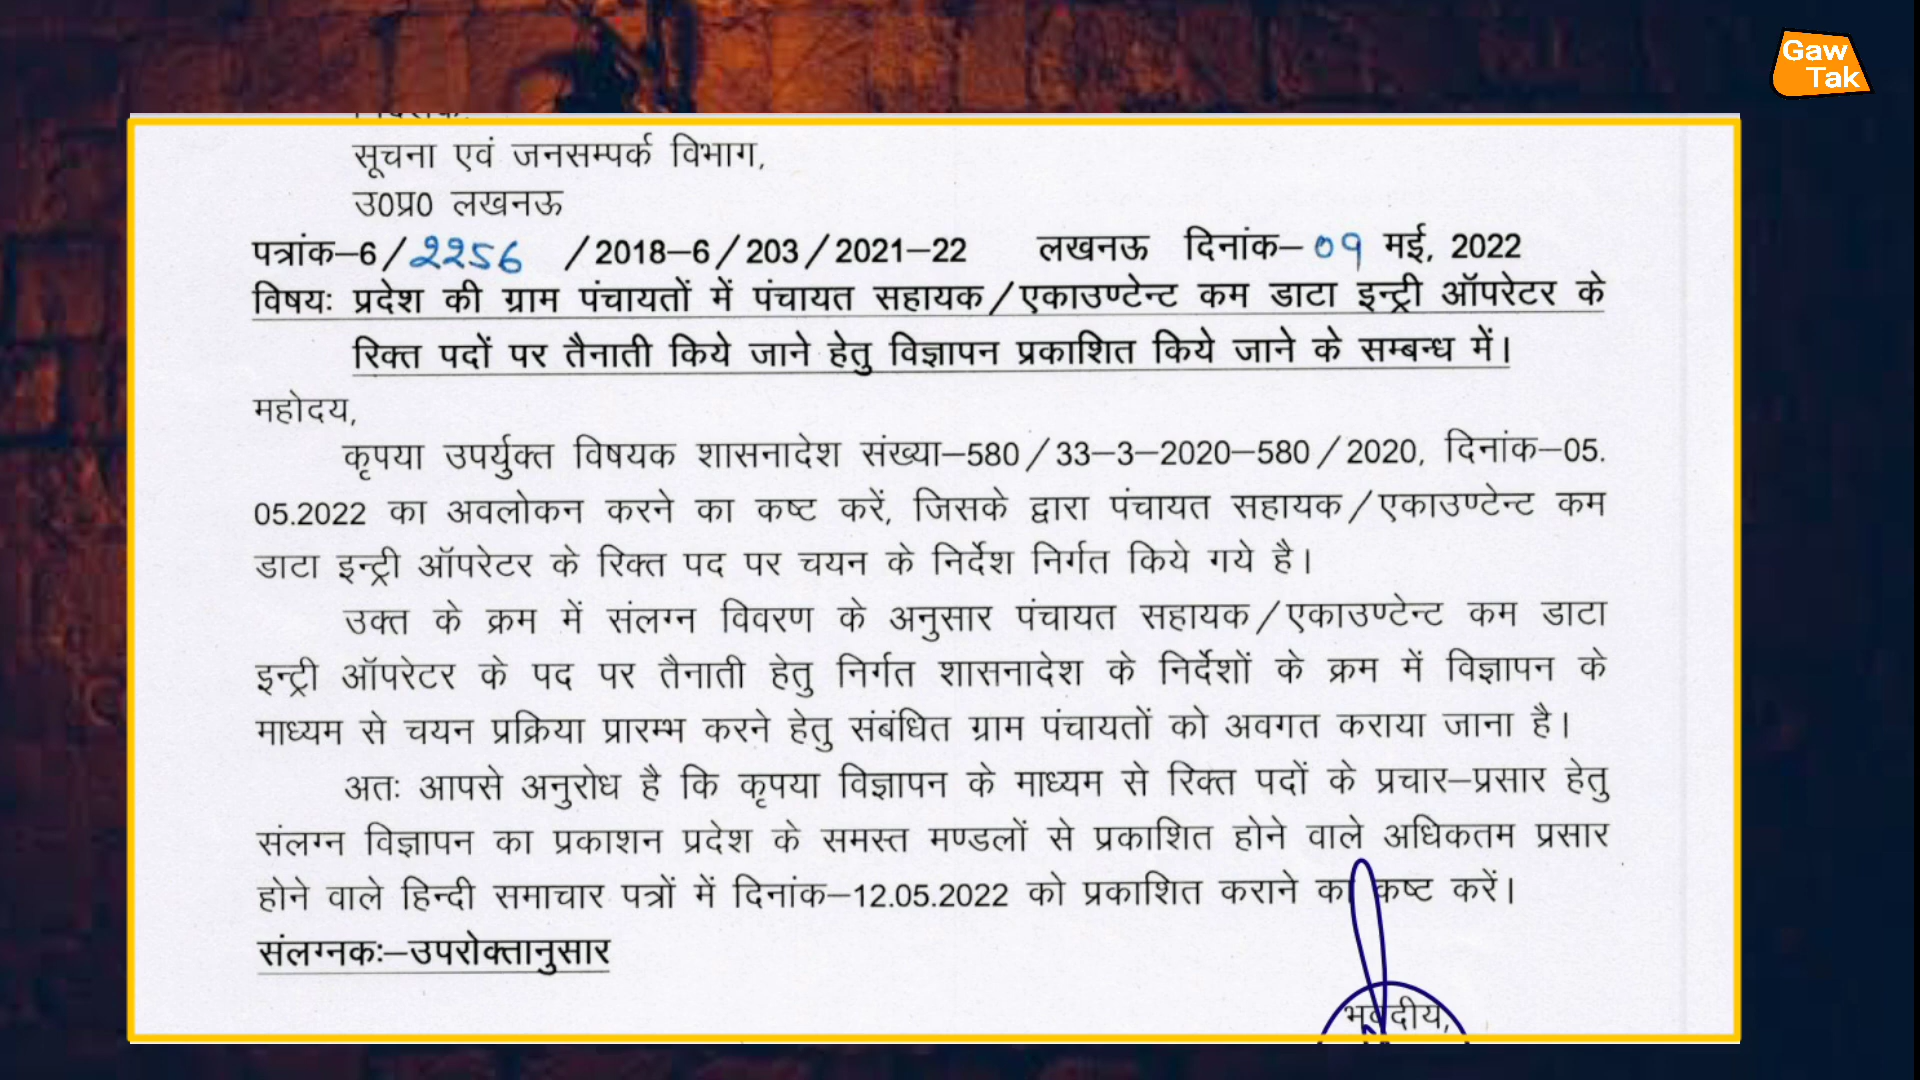 Gaw
Tak
सूचना एवं जनसम्पर्क विभाग,
उ0प्र0 लखनऊ
पत्रांक–6/2256 /2018–6/203/2021–22 लखनऊ दिनांक–09 मई, 2022
विषयः प्रदेश की ग्राम पंचायतों में पंचायत सहायक/एकाउण्टेन्ट कम डाटा इन्ट्री ऑपरेटर के
रिक्त पदों पर तैनाती किये जाने हेतु विज्ञापन प्रकाशित किये जाने के सम्बन्ध में।
महोदय,
कृपया उपर्युक्त विषयक शासनादेश संख्या–580/33–3–2020–580/2020, दिनांक–05.
05.2022 का अवलोकन करने का कष्ट करें, जिसके द्वारा पंचायत सहायक/एकाउण्टेन्ट कम
डाटा इन्ट्री ऑपरेटर के रिक्त पद पर चयन के निर्देश निर्गत किये गये है।
उक्त के क्रम में संलग्न विवरण के अनुसार पंचायत सहायक/एकाउण्टेन्ट कम डाटा
इन्ट्री ऑपरेटर के पद पर तैनाती हेतु निर्गत शासनादेश के निर्देशों के क्रम में विज्ञापन के
माध्यम से चयन प्रक्रिया प्रारम्भ करने हेतु संबंधित ग्राम पंचायतों को अवगत कराया जाना है।
अतः आपसे अनुरोध है कि कृपया विज्ञापन के माध्यम से रिक्त पदों के प्रचार–प्रसार हेतु
संलग्न विज्ञापन का प्रकाशन प्रदेश के समस्त मण्डलों से प्रकाशित होने वाले अधिकतम प्रसार
होने वाले हिन्दी समाचार पत्रों में दिनांक–12.05.2022 को प्रकाशित कराने का कष्ट करें।
संलग्नकः–उपरोक्तानुसार
भवदीय,